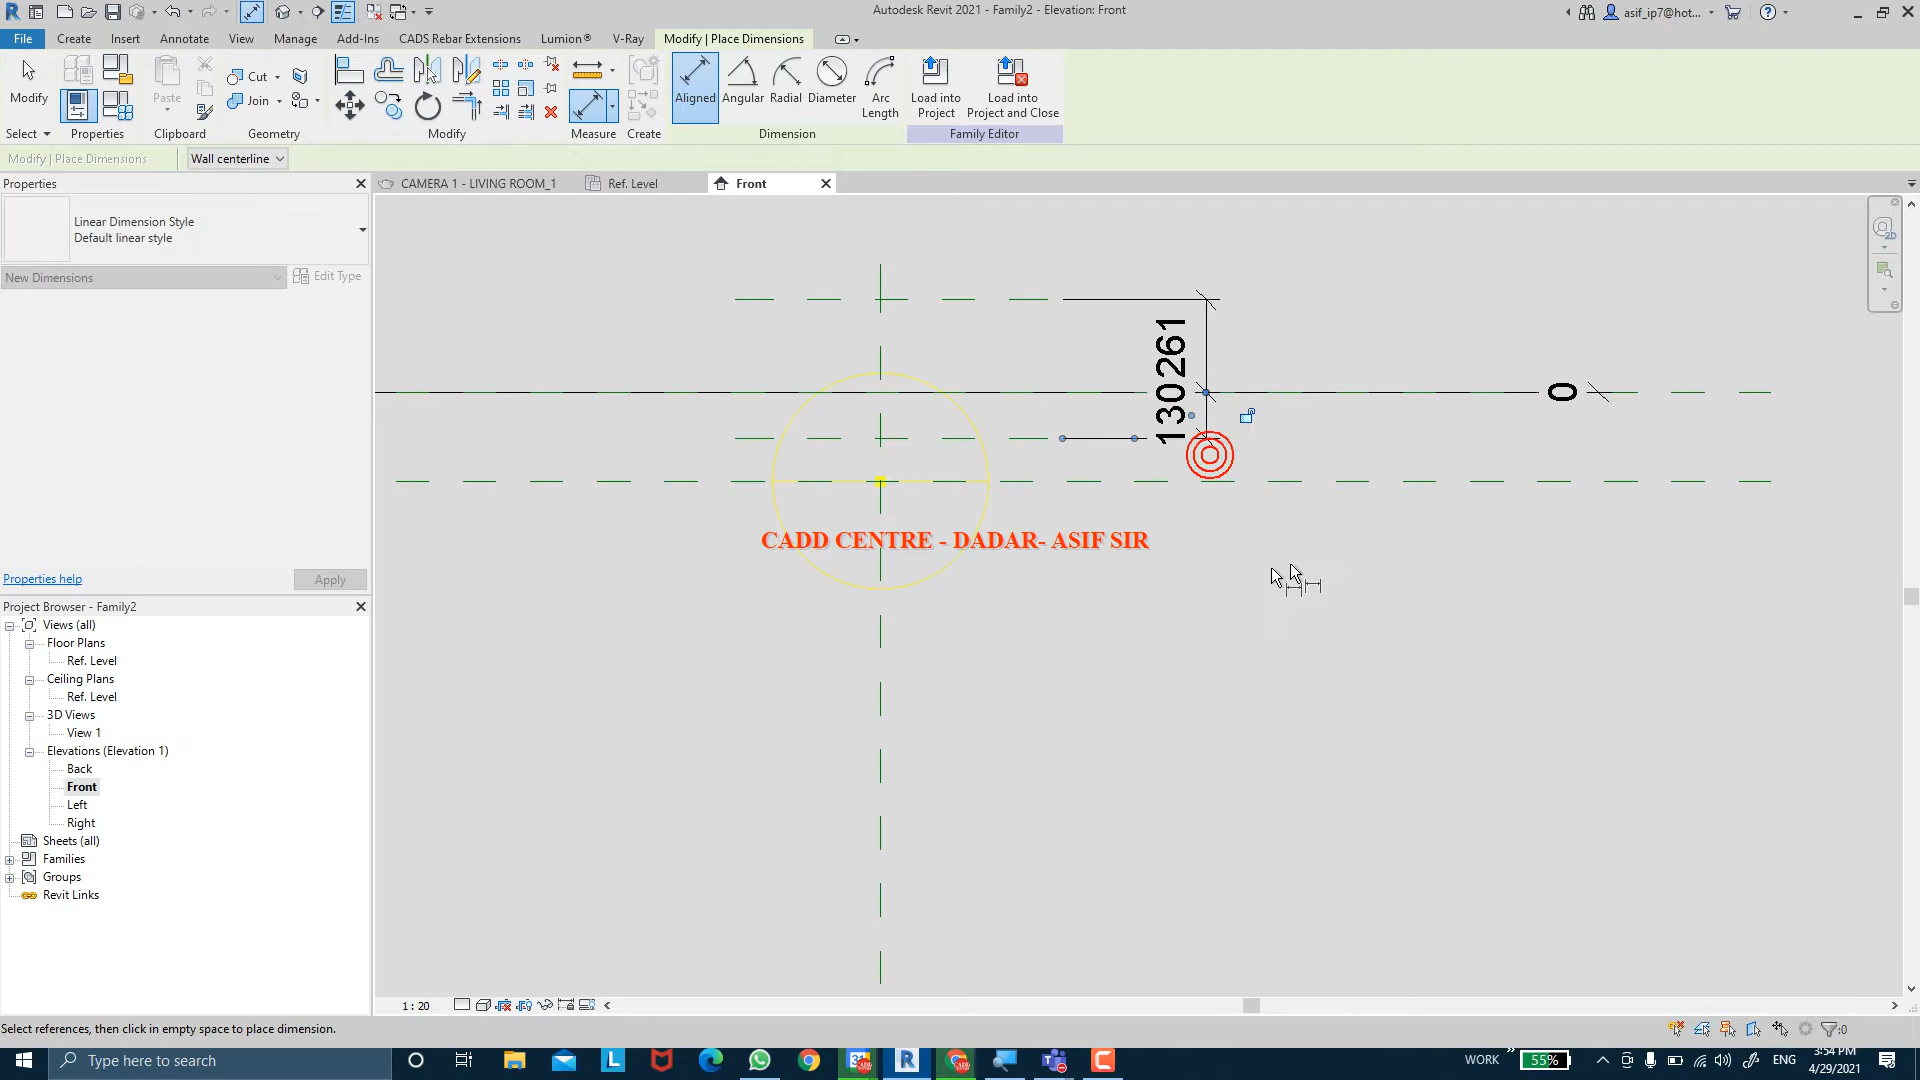 Autodesk Revit 2021 - Family2 - Elevation: Front
asif_ip7@hot...
File Create Insert Annotate View Manage Add-Ins CADS Rebar Extensions Lumion® V-Ray Modify | Place Dimensions
Modify
Paste
Cut
Join
Aligned Angular Radial Diameter Arc Length
Load into Project
Load into Project and Close
Select Properties Clipboard Geometry Modify Measure Create Dimension Family Editor
Modify | Place Dimensions
Wall centerline
Properties
CAMERA 1 - LIVING ROOM_1
Ref. Level
Front
2D
Linear Dimension Style
Default linear style
New Dimensions
Edit Type
130261
0
CADD CENTRE - DADAR- ASIF SIR
Properties help
Apply
Project Browser - Family2
Views (all)
Floor Plans
Ref. Level
Ceiling Plans
Ref. Level
3D Views
View 1
Elevations (Elevation 1)
Back
Front
Left
Right
Sheets (all)
Families
Groups
Revit Links
1 : 20
Select references, then click in empty space to place dimension.
:0
Type here to search
WORK
55%
ENG
3:54 PM
4/29/2021